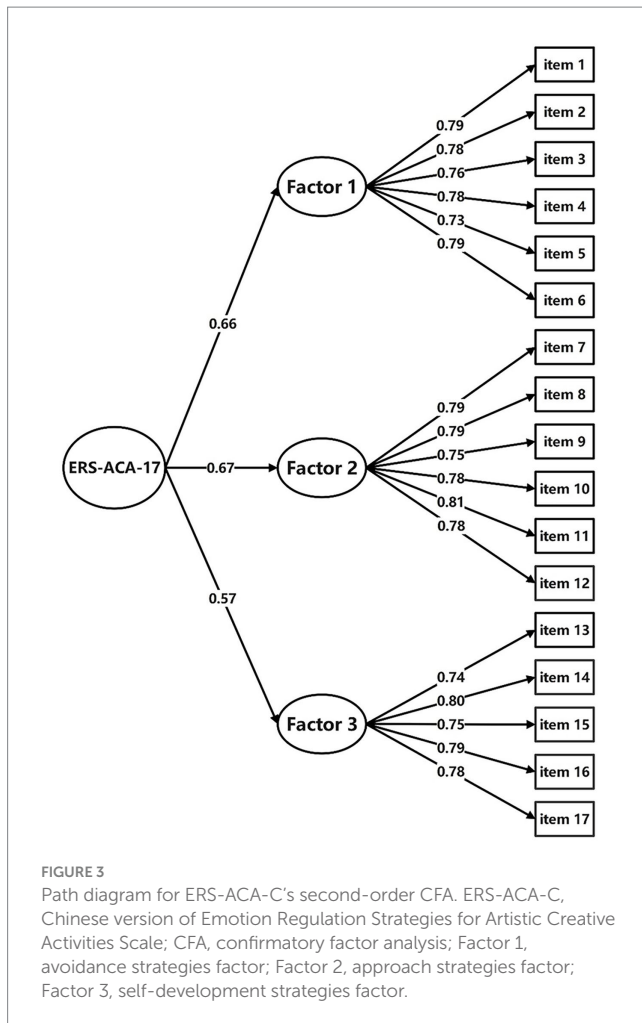 item 1
item 2
item 3
item 4
item 5
item 6
0.79
0.78
0.76
0.78
0.73
0.79
Factor 1
0.66
item 7
item 8
item 9
item 10
item 11
item 12
0.79
0.79
0.75
0.78
0.81
0.78
ERS-ACA-17
0.67
Factor 2
0.57
item 13
item 14
item 15
item 16
item 17
0.74
0.80
0.75
0.79
0.78
Factor 3
FIGURE 3
Path diagram for ERS-ACA-C’s second-order CFA. ERS-ACA-C,
Chinese version of Emotion Regulation Strategies for Artistic Creative
Activities Scale; CFA, confirmatory factor analysis; Factor 1,
avoidance strategies factor; Factor 2, approach strategies factor;
Factor 3, self-development strategies factor.